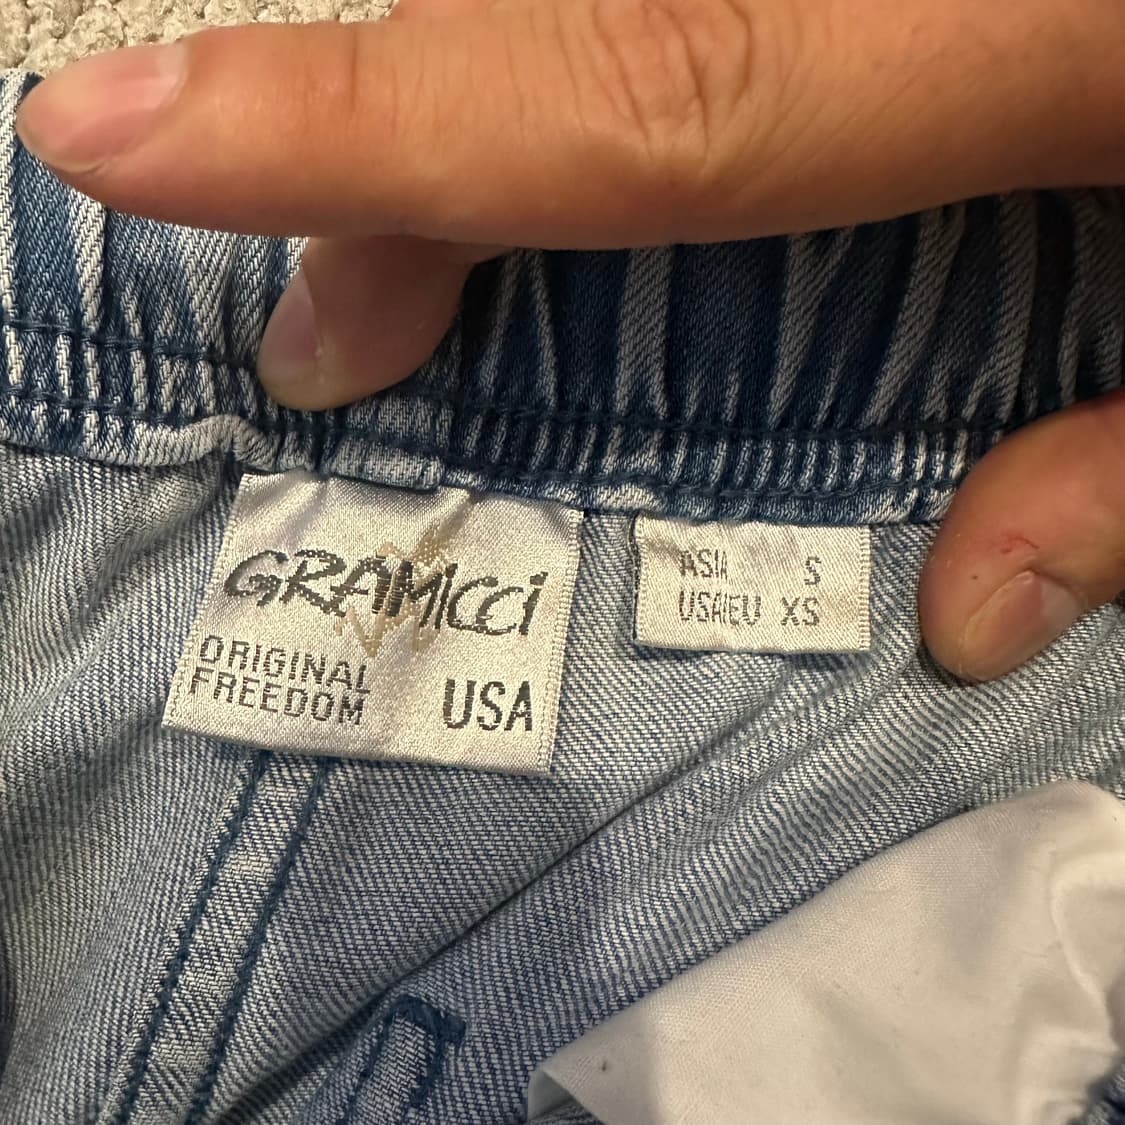 GRAMicci
ORIGINAL
FREEDOM
USA
ASIA S
USA/EU XS